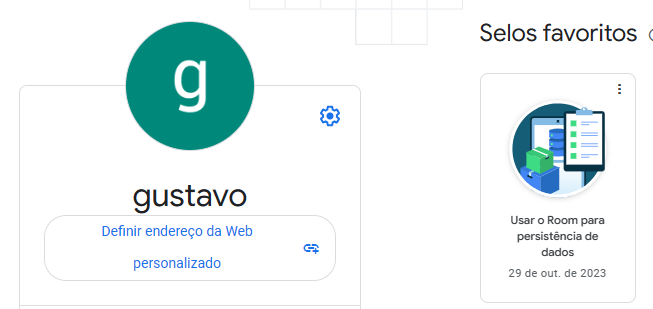 g
gustavo
Definir endereço da Web
personalizado
Selos favoritos
Usar o Room para
persistência de
dados
29 de out. de 2023